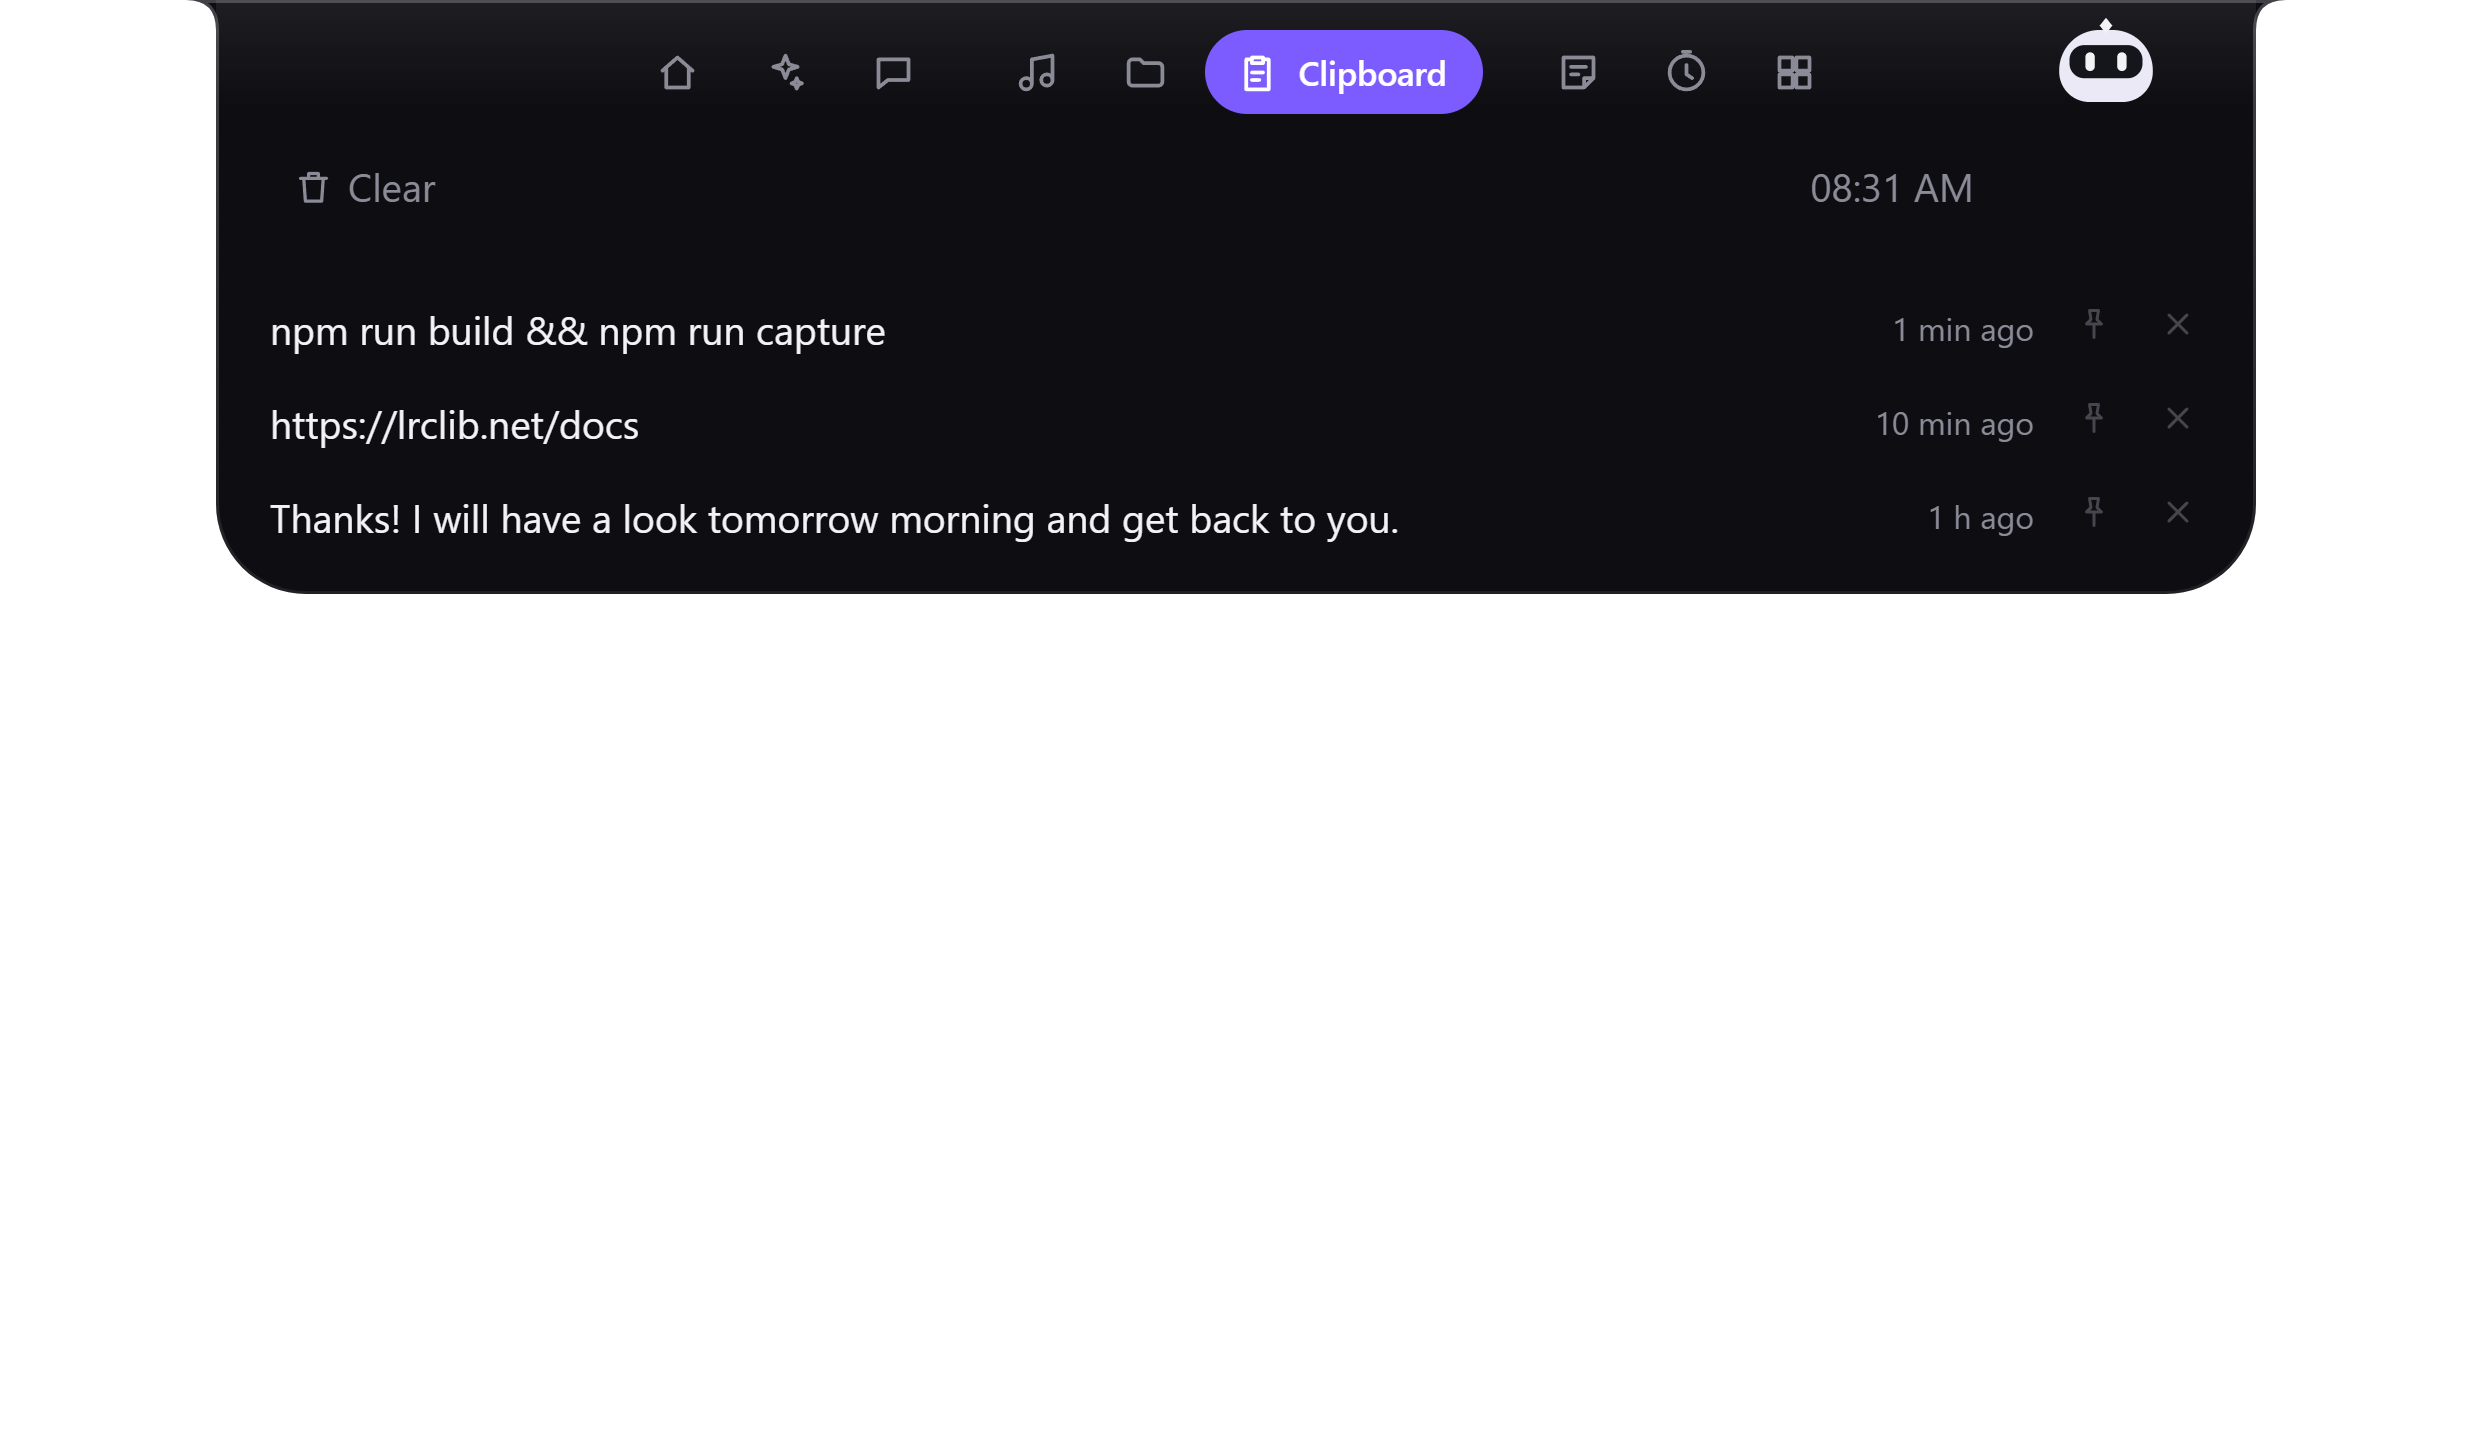 Clipboard
Clear
08:31 AM
npm run build && npm run capture
1 min ago
https://lrclib.net/docs
10 min ago
Thanks! I will have a look tomorrow morning and get back to you.
1 h ago